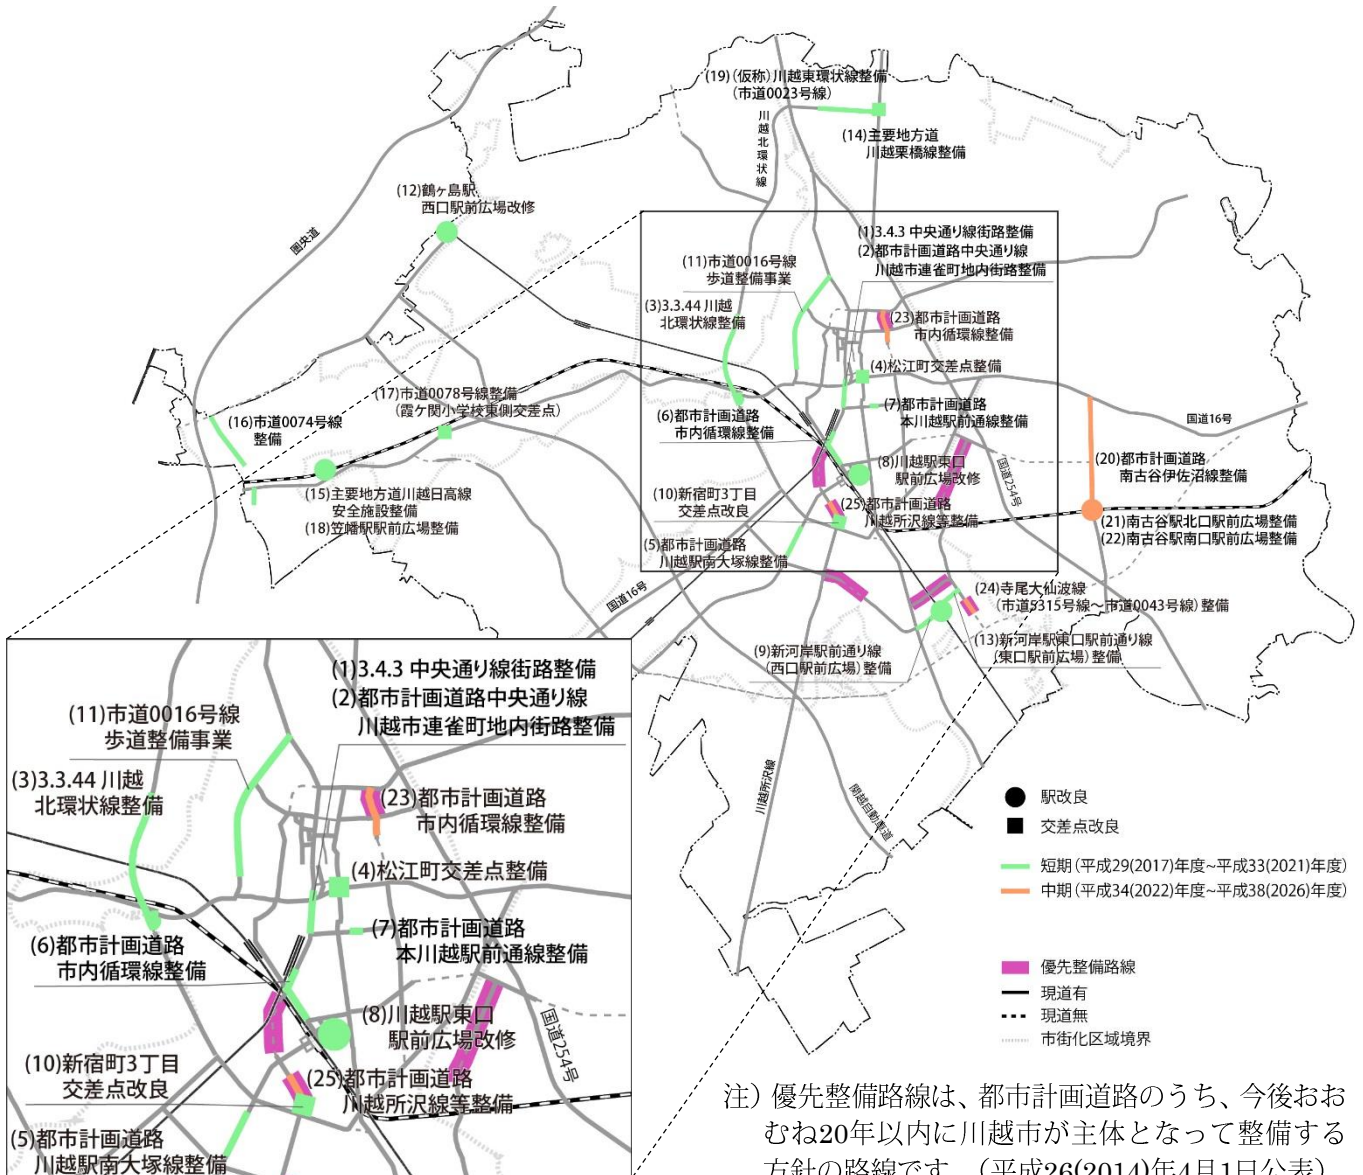 (19)(仮称)川越東環状線整備
(市道0023号線)
川越北環状線
(14)主要地方道
川越栗橋線整備
(12)鶴ヶ島駅
西口駅前広場改修
圏央道
(1)3.4.3 中央通り線街路整備
(2)都市計画道路中央通り線
川越市連雀町地内街路整備
(11)市道0016号線
歩道整備事業
(3)3.3.44 川越
北環状線整備
(23)都市計画道路
市内循環線整備
(4)松江町交差点整備
(17)市道0078号線整備
(霞ケ関小学校東側交差点)
(7)都市計画道路
本川越駅前通線整備
(6)都市計画道路
市内循環線整備
国道16号
(16)市道0074号線
整備
(8)川越駅東口
駅前広場改修
国道254号
(20)都市計画道路
南古谷伊佐沼線整備
(15)主要地方道川越日高線
安全施設整備
(18)笠幡駅駅前広場整備
(10)新宿町3丁目
交差点改良
(25)都市計画道路
川越所沢線等整備
(21)南古谷駅北口駅前広場整備
(22)南古谷駅南口駅前広場整備
(5)都市計画道路
川越駅南大塚線整備
国道16号
(24)寺尾大仙波線
(市道5315号線～市道0043号線)整備
(13)新河岸駅東口駅前通り線
(東口駅前広場)整備
(9)新河岸駅前通り線
(西口駅前広場)整備
川越所沢線
関越自動車道
(1)3.4.3 中央通り線街路整備
(2)都市計画道路中央通り線
川越市連雀町地内街路整備
(11)市道0016号線
歩道整備事業
(3)3.3.44 川越
北環状線整備
(23)都市計画道路
市内循環線整備
(4)松江町交差点整備
(7)都市計画道路
本川越駅前通線整備
(6)都市計画道路
市内循環線整備
(8)川越駅東口
駅前広場改修
国道254号
(10)新宿町3丁目
交差点改良
(25)都市計画道路
川越所沢線等整備
(5)都市計画道路
川越駅南大塚線整備
駅改良
交差点改良
短期(平成29(2017)年度~平成33(2021)年度)
中期(平成34(2022)年度~平成38(2026)年度)
優先整備路線
現道有
現道無
市街化区域境界
注) 優先整備路線は、都市計画道路のうち、今後おお
むね20年以内に川越市が主体となって整備する
方針の路線です。(平成26(2014)年4月1日公表)